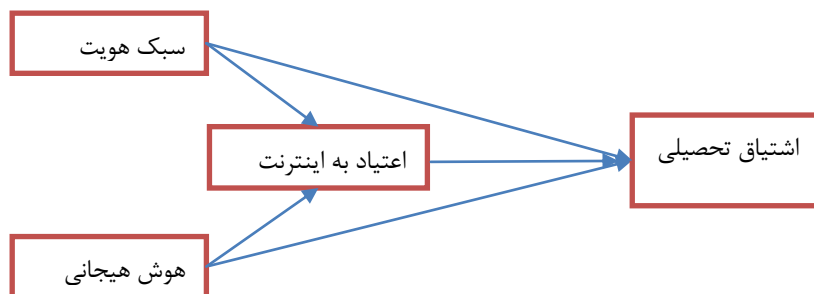 سبک هویت
اشتیاق تحصیلی
اعتیاد به اینترنت
هوش هیجانی